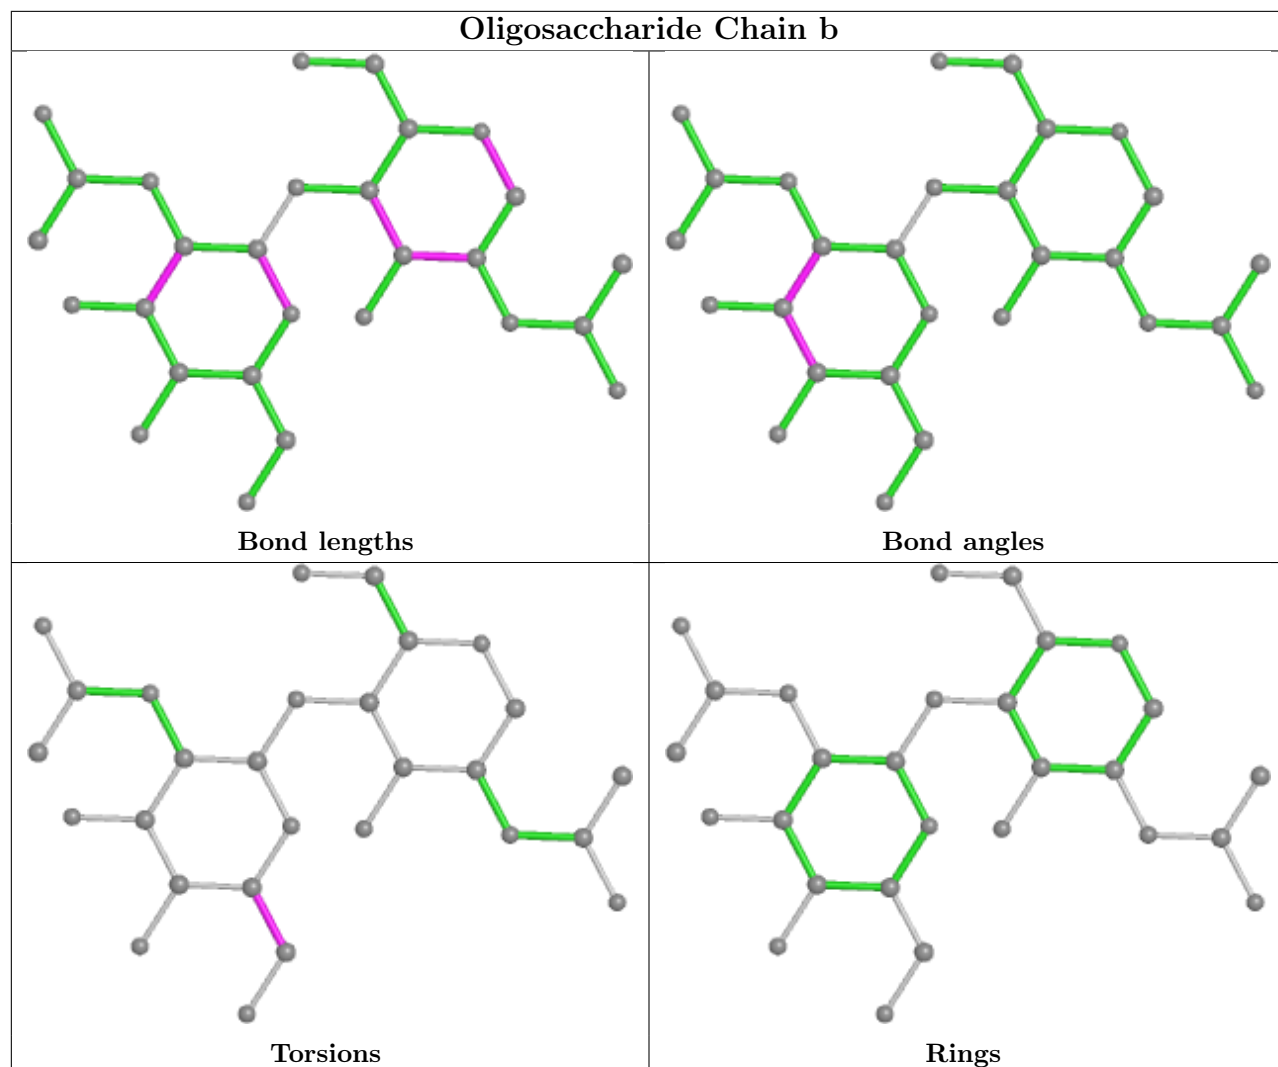 Oligosaccharide Chain b
Bond lengths
Bond angles
Torsions
Rings